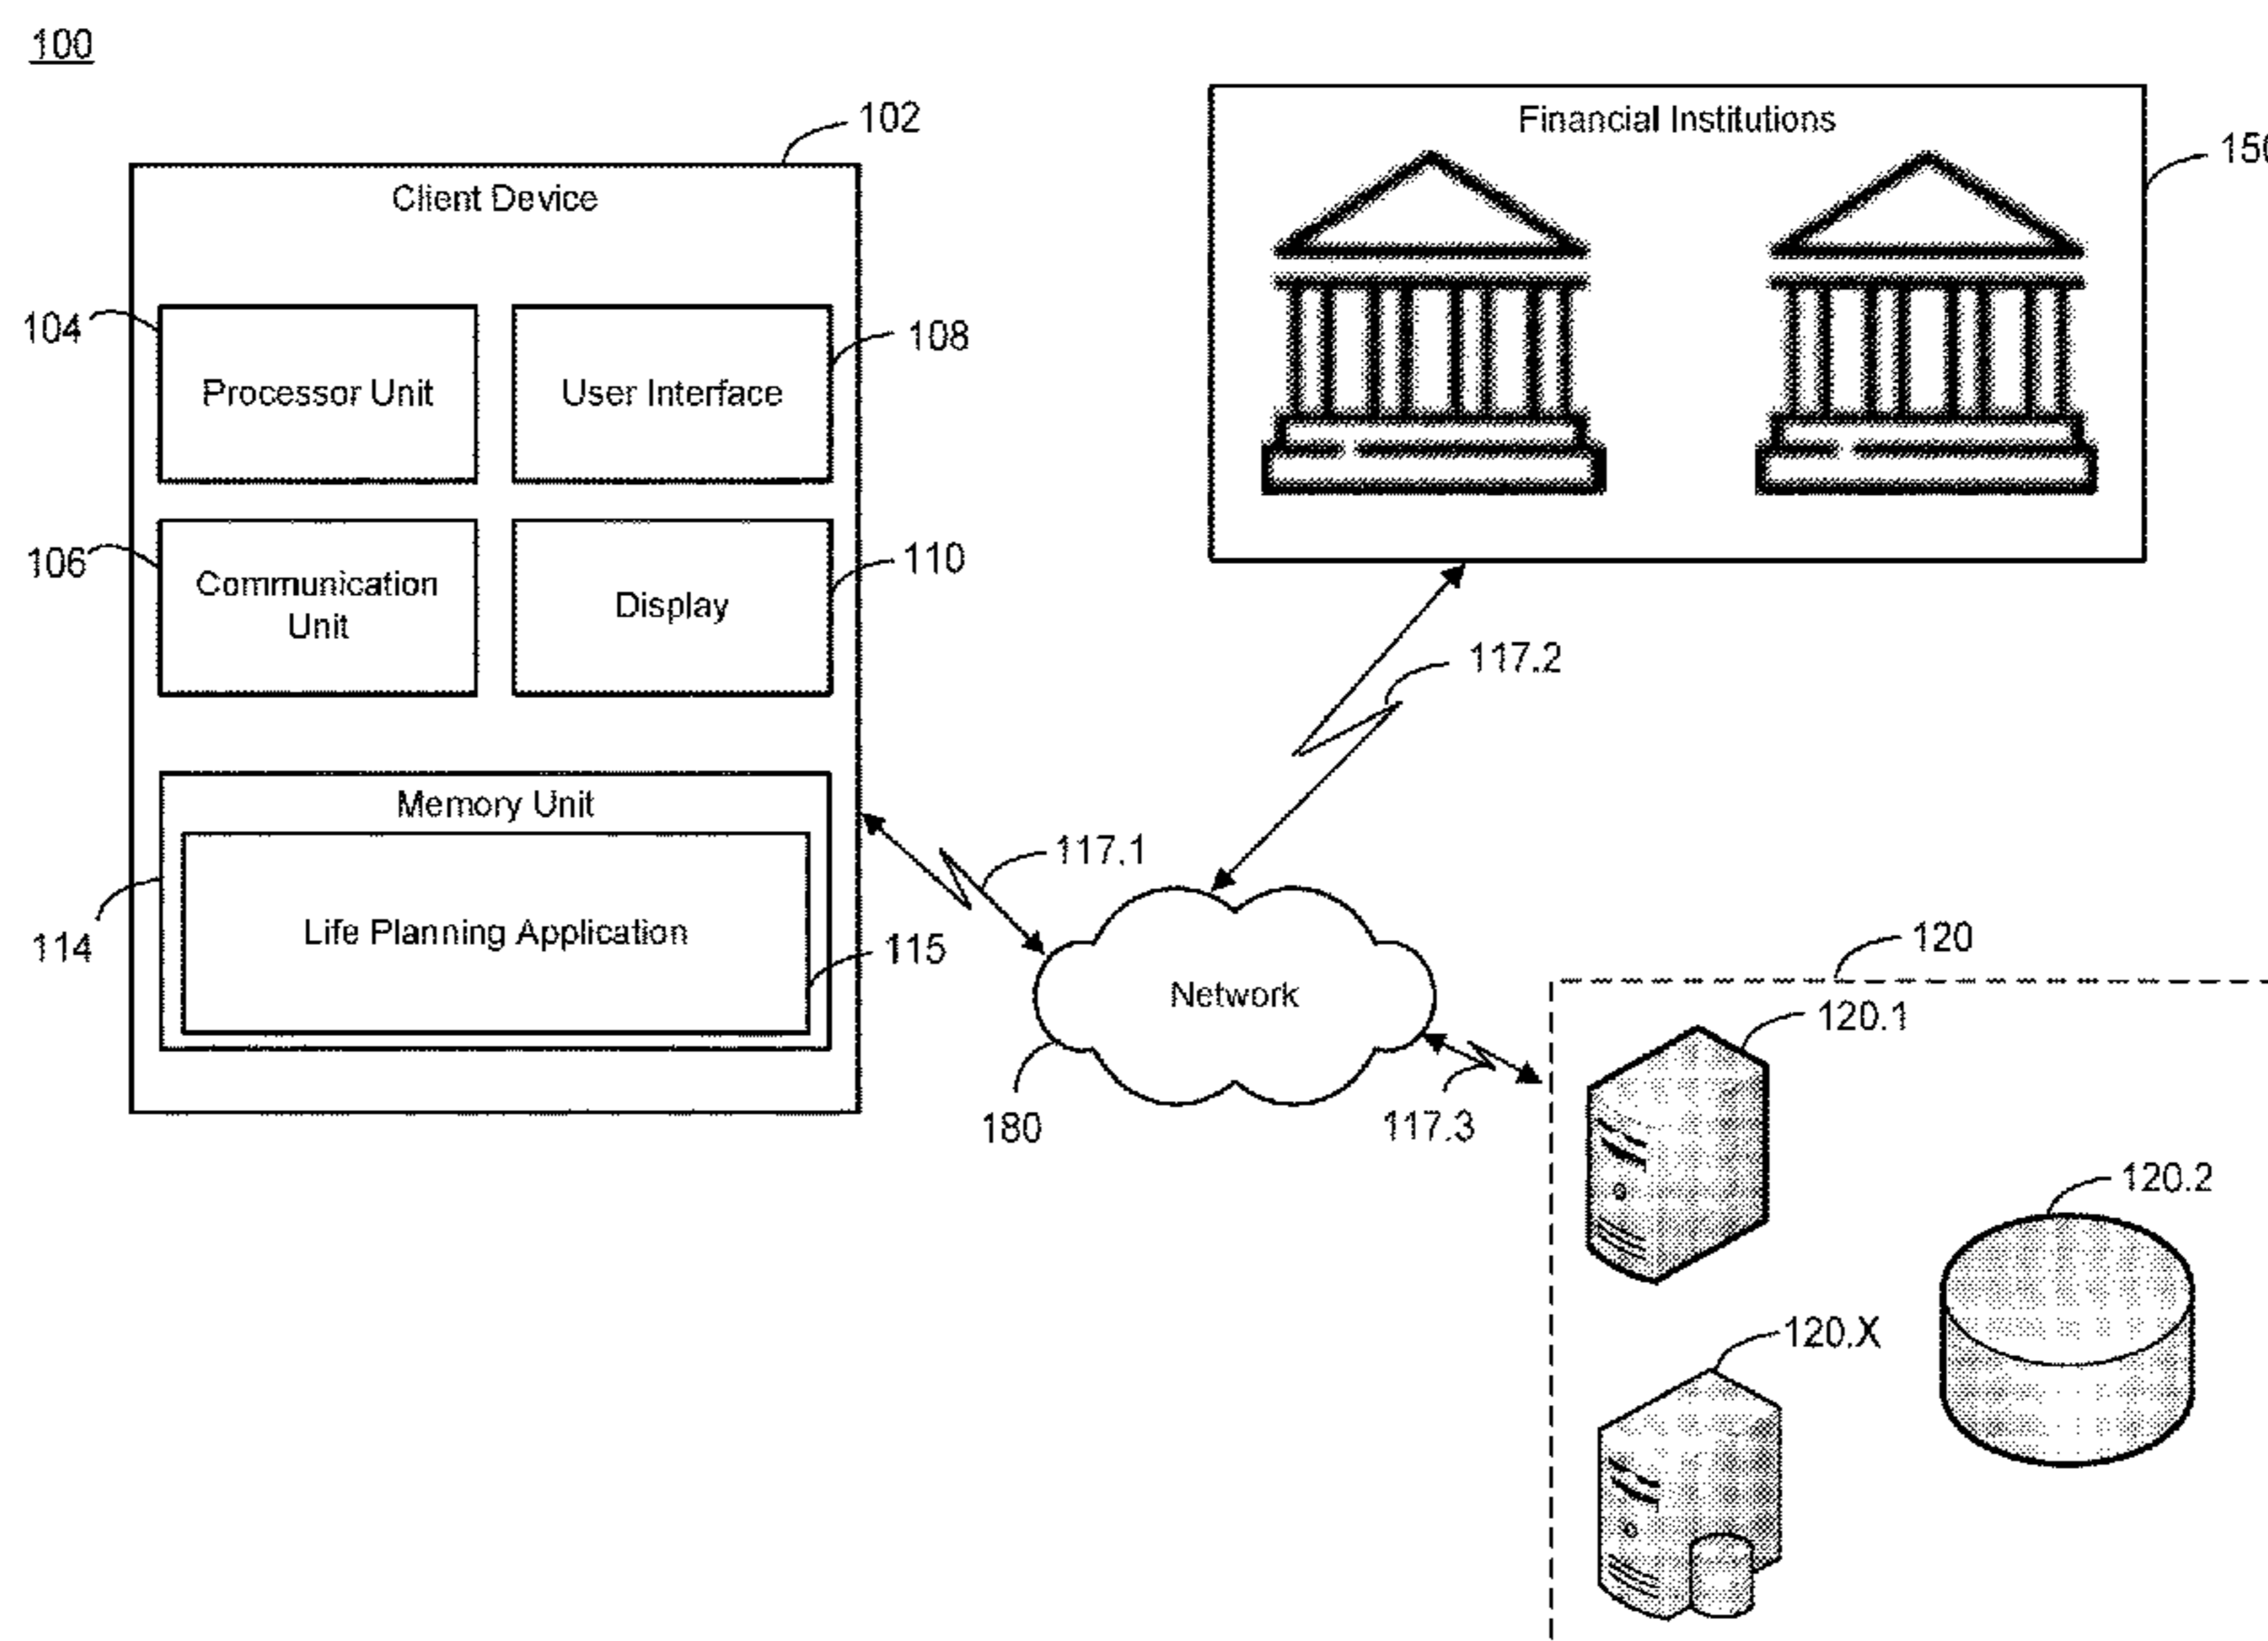 100
102
Client Device
Financial Institutions
104
108
Processor Unit
User Interface
106
110
Communication
Unit
Display
117.2
Memory Unit
117.1
Life Planning Application
114
115
120
Network
120.1
180
117.3
120.2
120.X